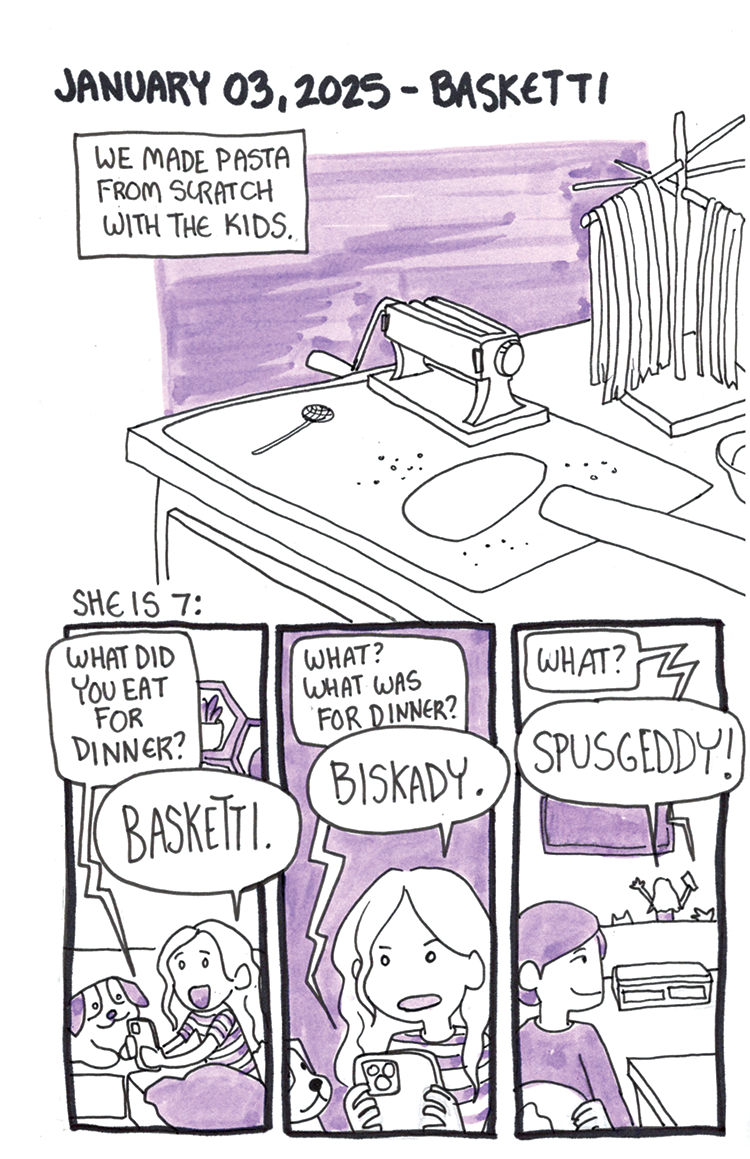 JANUARY 03, 2025 - BASKETTI
WE MADE PASTA
FROM SCRATCH
WITH THE KIDS.
SHE IS 7:
WHAT DID
YOU EAT
FOR
DINNER?
BASKETTI.
WHAT?
WHAT WAS
FOR DINNER?
BISKADY.
WHAT?
SPUSGEDDY!